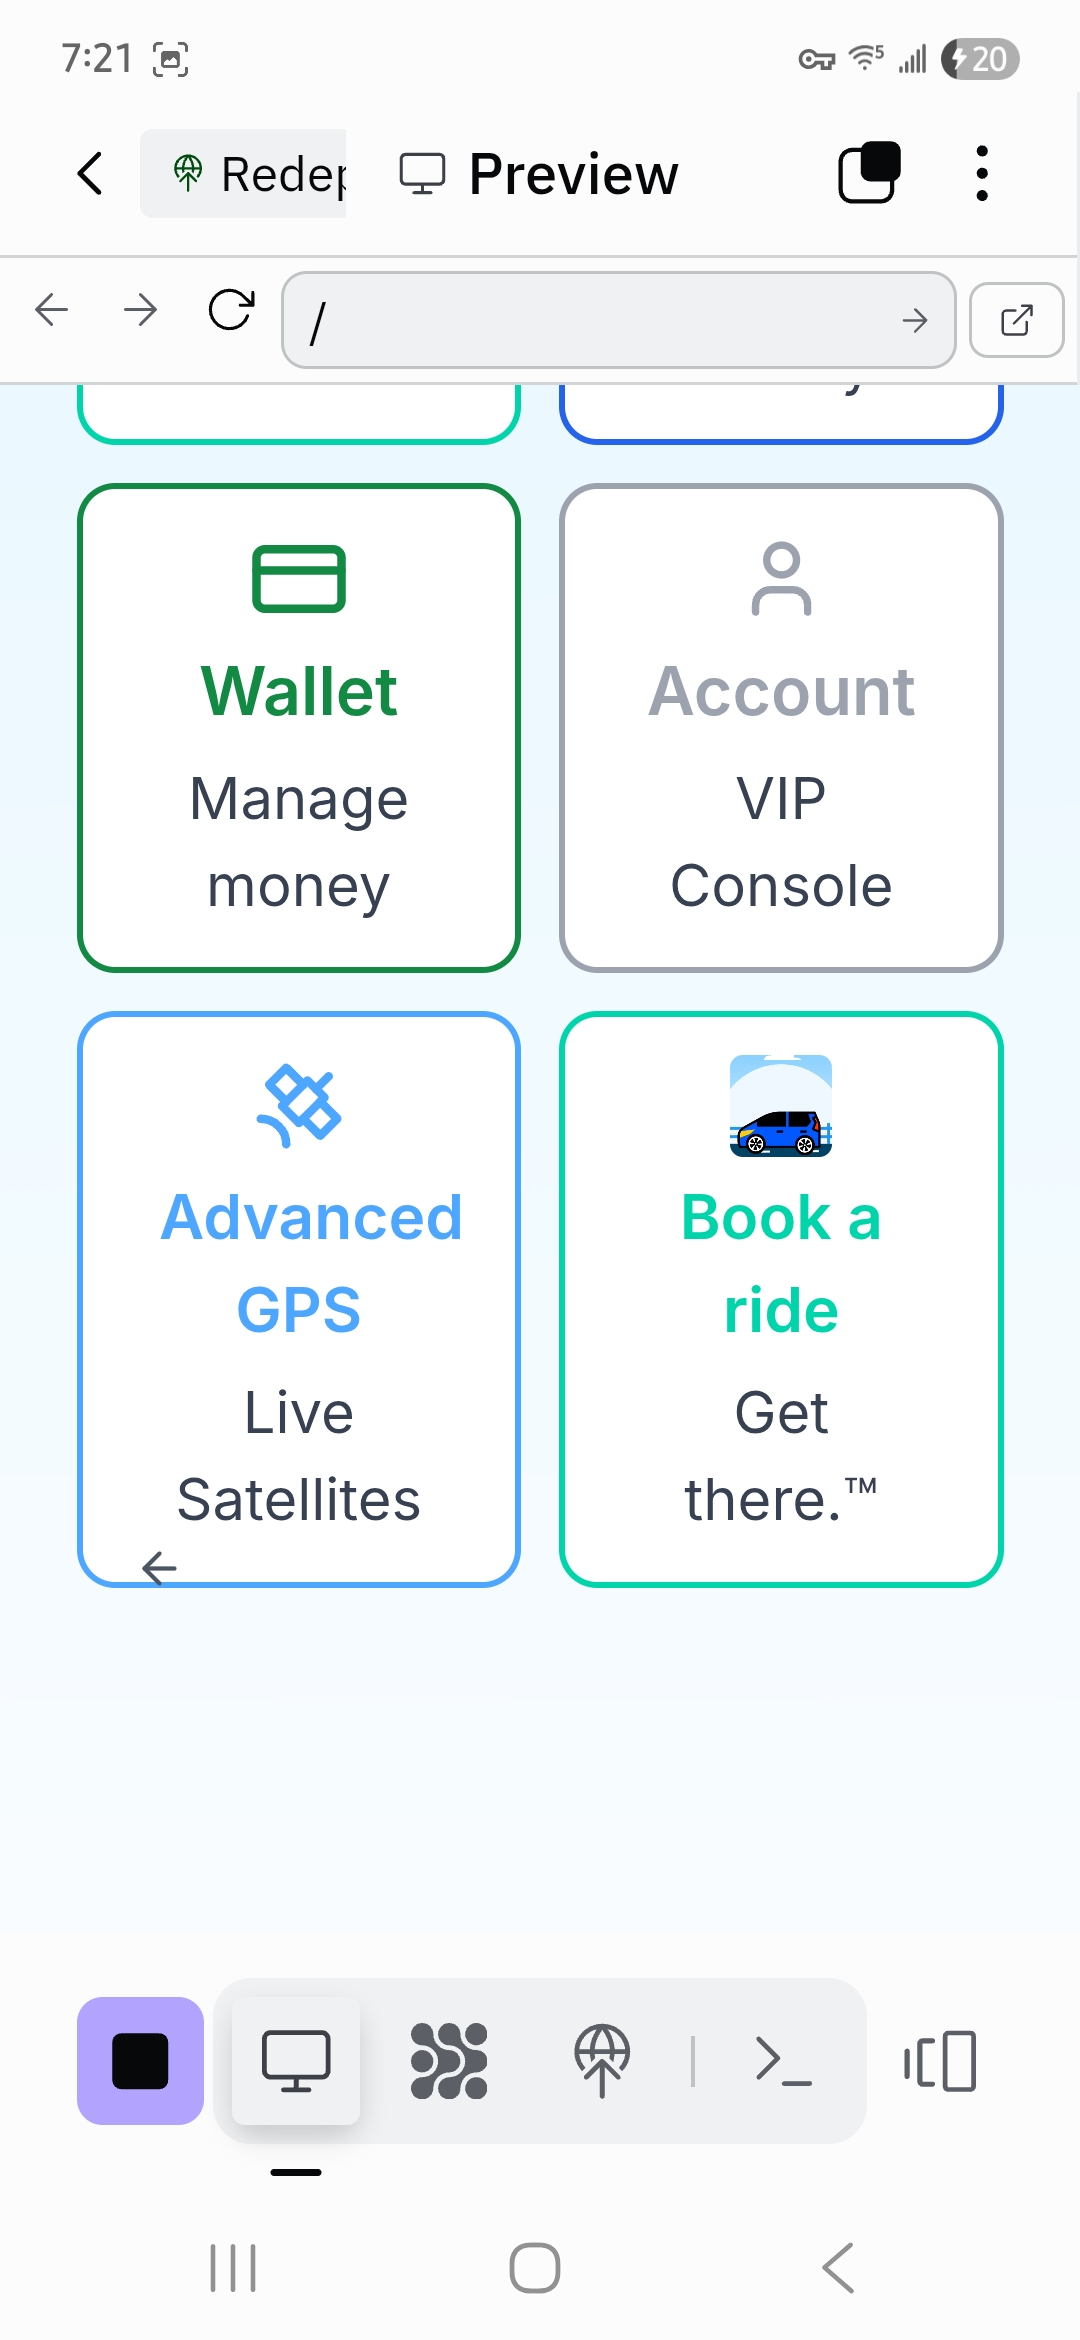 7:21
5
20
Redep
Preview
/
Wallet
Account
Manage
money
VIP
Console
Advanced
GPS
Book a
ride
Live
Satellites
Get
there.™